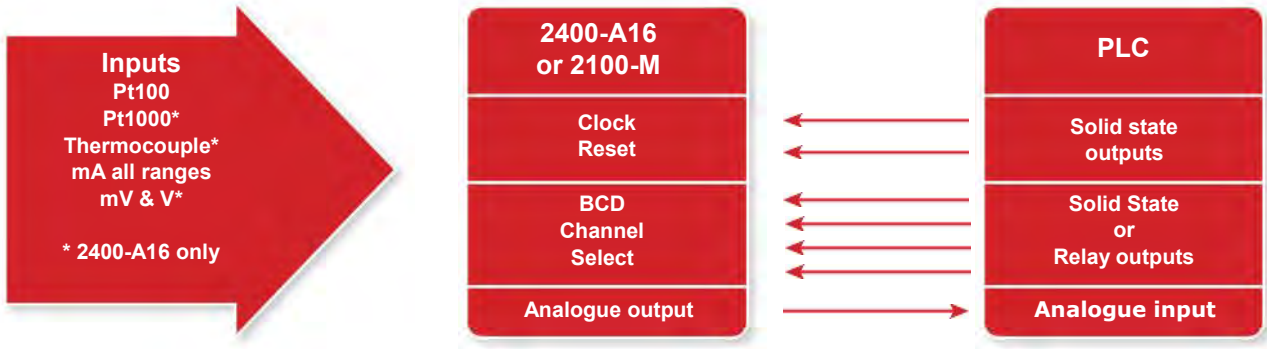 Inputs
Pt100
Pt1000*
Thermocouple*
mA all ranges
mV & V*
* 2400-A16 only
2400-A16
or 2100-M
Clock
Reset
BCD
Channel
Select
Analogue output
PLC
Solid state
outputs
Solid State
or
Relay outputs
Analogue input